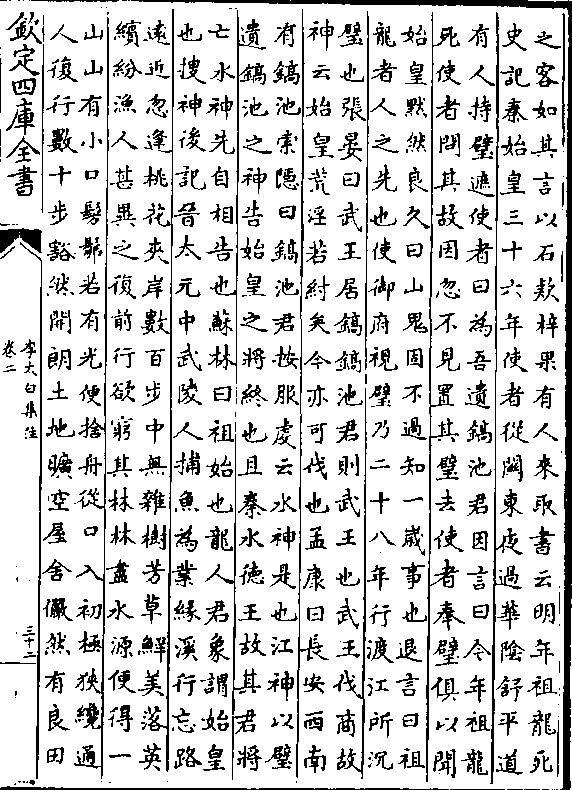 之客如其言以石欵梓果有人來取書云明年祖龍死
史記秦始皇三十六年使者從關東夜過華陰舒平道
有人持璧遮使者曰為吾遺鎬池君因言曰今年祖龍
死使者問其故因忽不見置其璧去使者奉璧俱以聞
始皇黙然良久曰山鬼固不過知一嵗事也退言曰祖
龍者人之先也使御府視璧乃二十八年行渡江所沉
璧也張晏曰武王居鎬鎬池君則武王也武王伐商故
神云始皇荒淫若紂矣今亦可伐也孟康曰長安西南
有鎬池索隠曰鎬池君按服虔云水神是也江神以璧
遺鎬池之神告始皇之將終也且秦水德王故其君將
亡水神先自相告也蘇林曰祖始也龍人君象謂始皇
也搜神後記晉太元中武陵人捕魚為業緣溪行忘路
逺近忽逢桃花夾岸數百步中無雜樹芳草鮮美落英
繽紛漁人甚異之復前行欲窮其林林盡水源便得一
山山有小口髣髴若有光便捨舟從口入初極狹纔通
人復行數十步豁然開朗土地曠空屋舍儼然有良田
欽定四庫全書
李太白集注
卷二
三十二